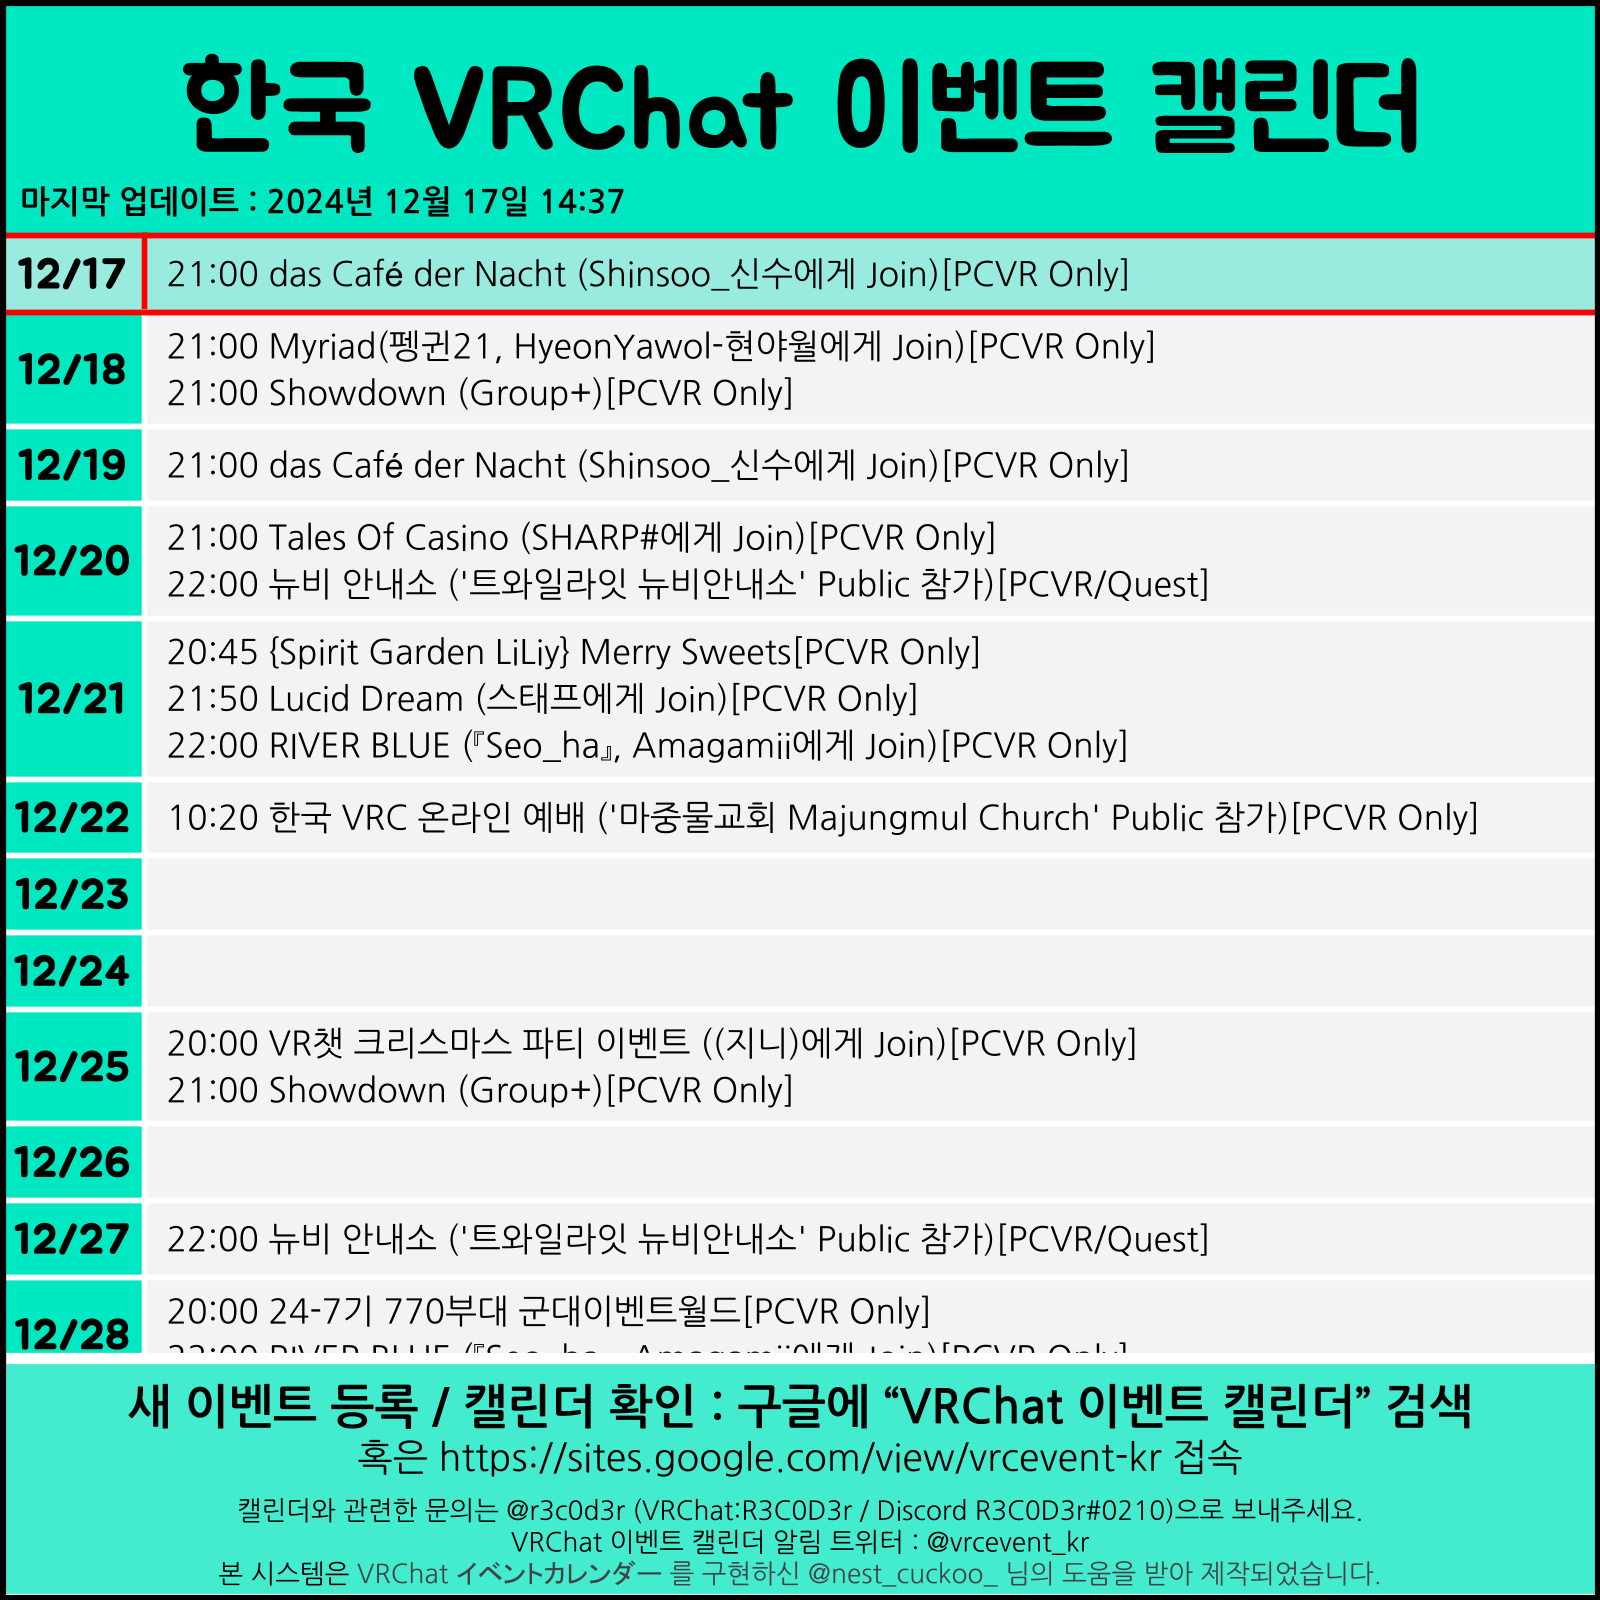 한국 VRChat 이벤트 캘린더
마지막 업데이트 : 2024년 12월 17일 14:37
12/17
21:00 das Café der Nacht (Shinsoo_신수에게 Join)[PCVR Only]
12/18
21:00 Myriad(펭귄21, HyeonYawol-현야월에게 Join)[PCVR Only]
21:00 Showdown (Group+)[PCVR Only]
12/19
21:00 das Café der Nacht (Shinsoo_신수에게 Join)[PCVR Only]
12/20
21:00 Tales Of Casino (SHARP#에게 Join)[PCVR Only]
22:00 뉴비 안내소 ('트와일라잇 뉴비안내소' Public 참가)[PCVR/Quest]
12/21
20:45 {Spirit Garden LiLiy} Merry Sweets[PCVR Only]
21:50 Lucid Dream (스태프에게 Join)[PCVR Only]
22:00 RIVER BLUE (『Seo_ha』, Amagamii에게 Join)[PCVR Only]
12/22
10:20 한국 VRC 온라인 예배 ('마중물교회 Majungmul Church' Public 참가)[PCVR Only]
12/23
12/24
12/25
20:00 VR챗 크리스마스 파티 이벤트 ((지니)에게 Join)[PCVR Only]
21:00 Showdown (Group+)[PCVR Only]
12/26
12/27
22:00 뉴비 안내소 ('트와일라잇 뉴비안내소' Public 참가)[PCVR/Quest]
12/28
20:00 24-7기 770부대 군대이벤트월드[PCVR Only]
RIVER BLUE (『Seo_ha』, Amagamii에게 Join)[PCVR Only]
새 이벤트 등록 / 캘린더 확인 : 구글에 “VRChat 이벤트 캘린더” 검색
혹은 https://sites.google.com/view/vrcevent-kr 접속
캘린더와 관련한 문의는 @r3c0d3r (VRChat:R3C0D3r / Discord R3C0D3r#0210)으로 보내주세요.
VRChat 이벤트 캘린더 알림 트위터 : @vrcevent_kr
본 시스템은 VRChat イベントカレンダー 를 구현하신 @nest_cuckoo_ 님의 도움을 받아 제작되었습니다.